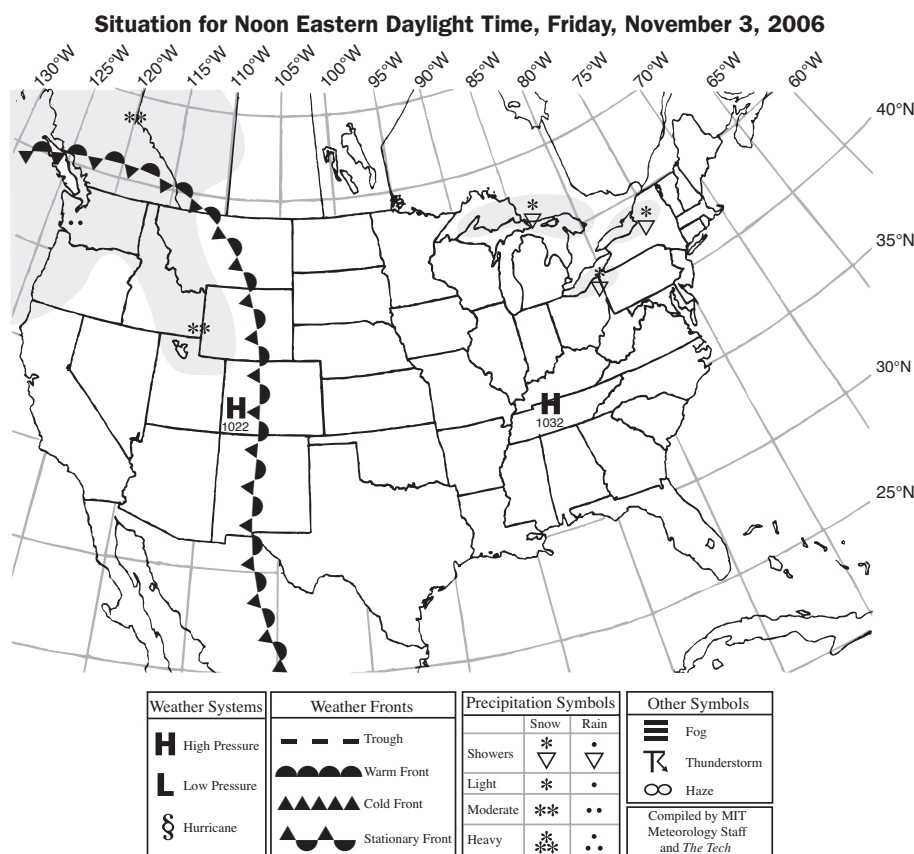 Situation for Noon Eastern Daylight Time, Friday, November 3, 2006
130°W 125°W 120°W 115°W 110°W 105°W 100°W 95°W 90°W 85°W 80°W 75°W 70°W 65°W 60°W
40°N
35°N
30°N
25°N
H
1022
H
1032
Weather Systems
H High Pressure
L Low Pressure
§ Hurricane
Weather Fronts
Trough
Warm Front
Cold Front
Stationary Front
Precipitation Symbols
Snow Rain
Showers
Light
Moderate
Heavy
Other Symbols
Fog
Thunderstorm
Haze
Compiled by MIT
Meteorology Staff
and The Tech